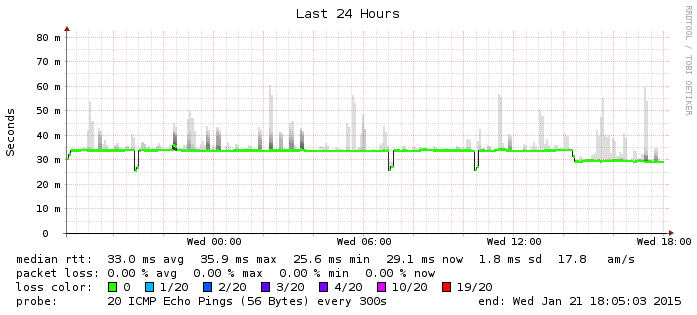 Last 24 Hours
RRDTOOL / TOBI OETIKER
Seconds
80 m
70 m
60 m
50 m
40 m
30 m
20 m
10 m
0
Wed 00:00 Wed 06:00 Wed 12:00 Wed 18:00
median rtt: 33.0 ms avg 35.9 ms max 25.6 ms min 29.1 ms now 1.8 ms sd 17.8 am/s
packet loss: 0.00 % avg 0.00 % max 0.00 % min 0.00 % now
loss color: 0 1/20 2/20 3/20 4/20 10/20 19/20
probe: 20 ICMP Echo Pings (56 Bytes) every 300s end: Wed Jan 21 18:05:03 2015